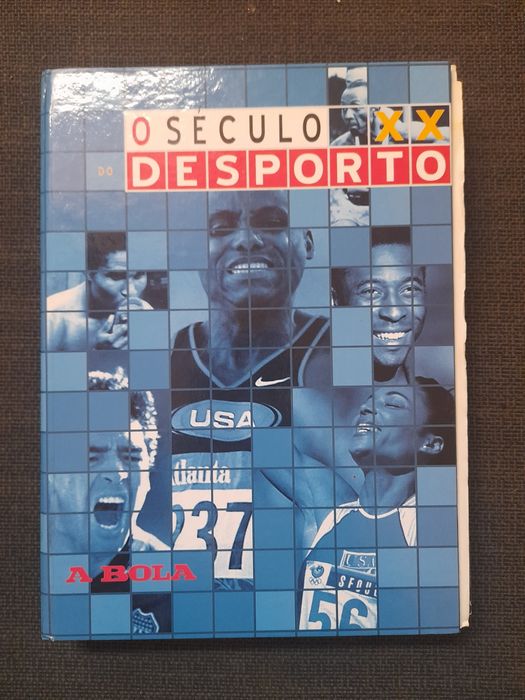 O SÉCULO XX
DO DESPORTO
USA
Atlanta
237
U.S.A
SEOUL
56
A BOLA